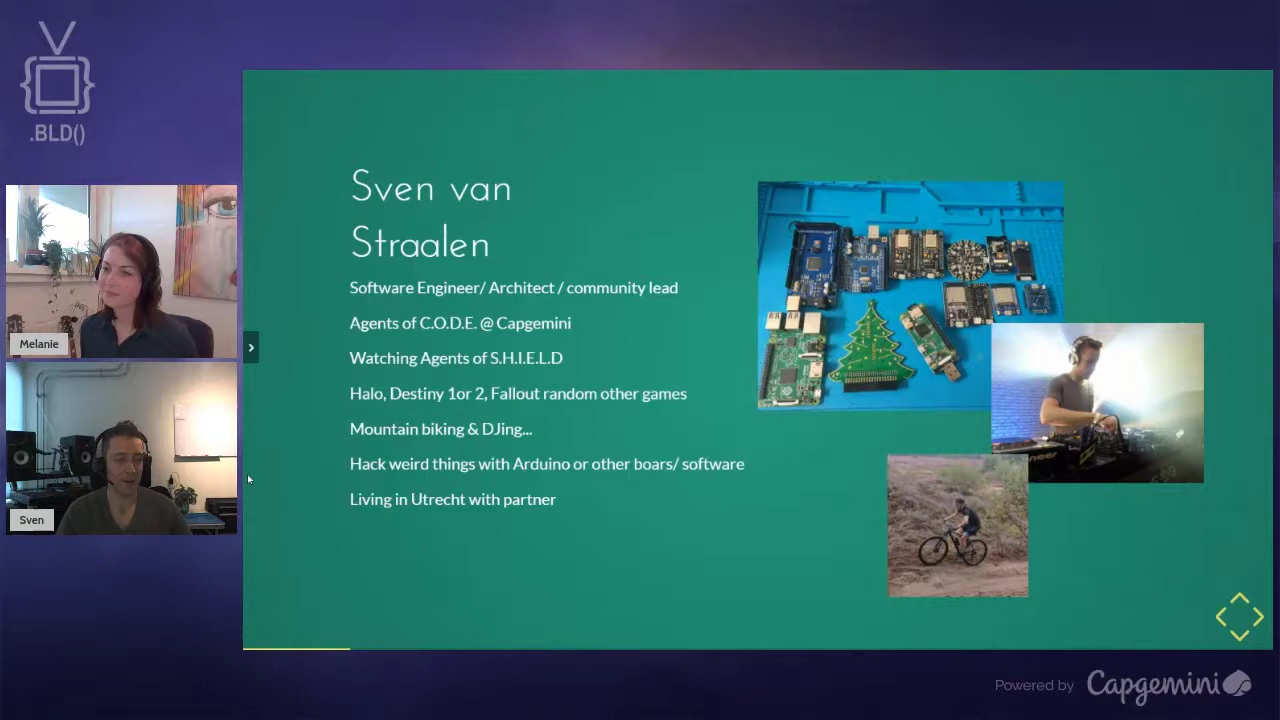 .BLD()
Melanie
Sven
Sven van
Straalen
Software Engineer/ Architect / community lead
Agents of C.O.D.E. @ Capgemini
Watching Agents of S.H.I.E.L.D
Halo, Destiny 1or 2, Fallout random other games
Mountain biking & DJing...
Hack weird things with Arduino or other boars/ software
Living in Utrecht with partner
Powered by Capgemini